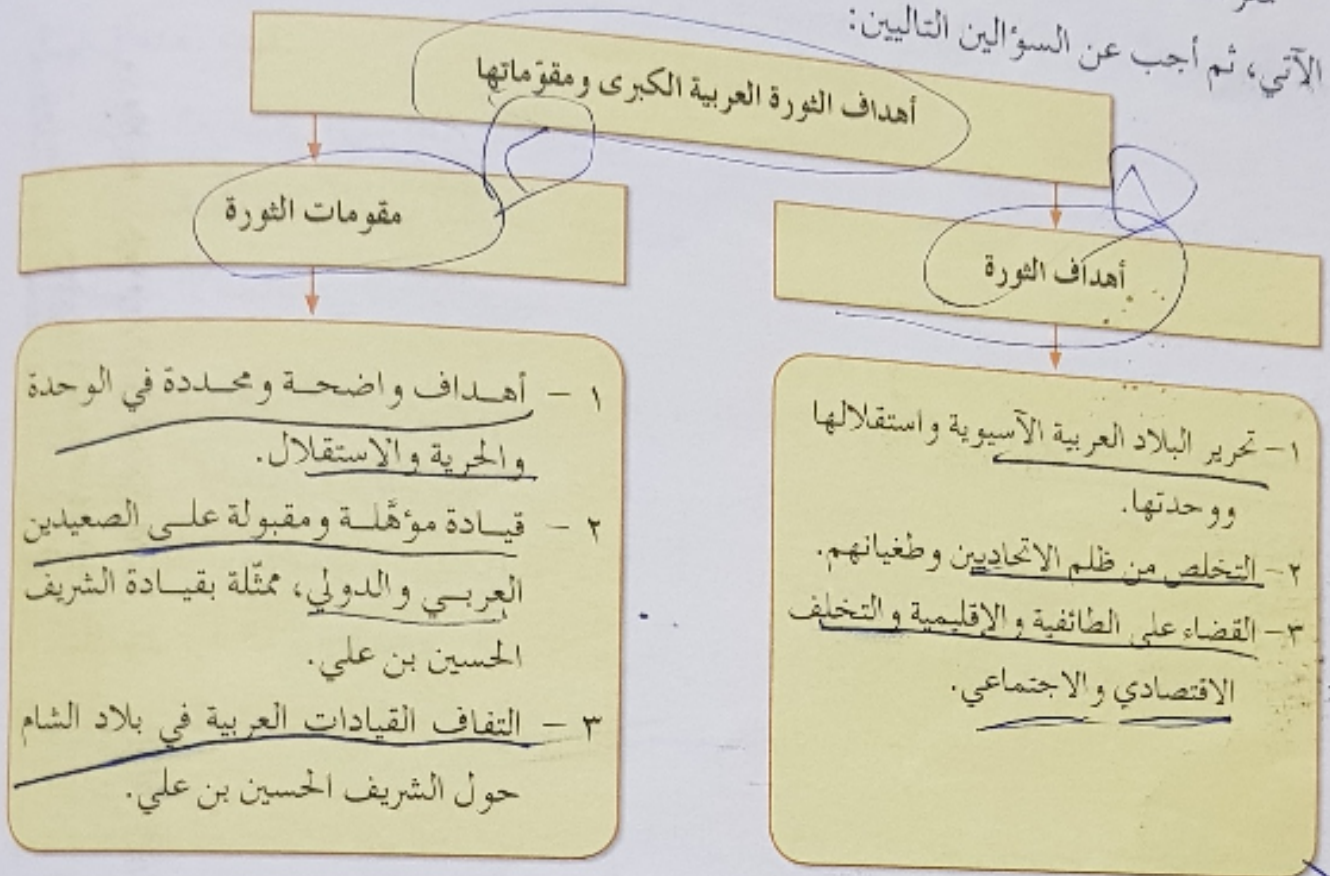 الآتي، ثم أجب عن السؤالين التاليين:
أهداف الثورة العربية الكبرى ومقوّماتها
أهداف الثورة
١- تحرير البلاد العربية الآسيوية واستقلالها
ووحدتها.
٢- التخلص من ظلم الاتحاديين وطغيانهم.
٣- القضاء على الطائفية والإقليمية والتخلف
الاقتصادي والاجتماعي.
مقومات الثورة
١ - أهداف واضحة ومحددة في الوحدة
والحرية والاستقلال.
٢ - قيادة مؤهَّلة ومقبولة على الصعيدين
العربي والدولي، ممثّلة بقيادة الشريف
الحسين بن علي.
٣ - التفاف القيادات العربية في بلاد الشام
حول الشريف الحسين بن علي.